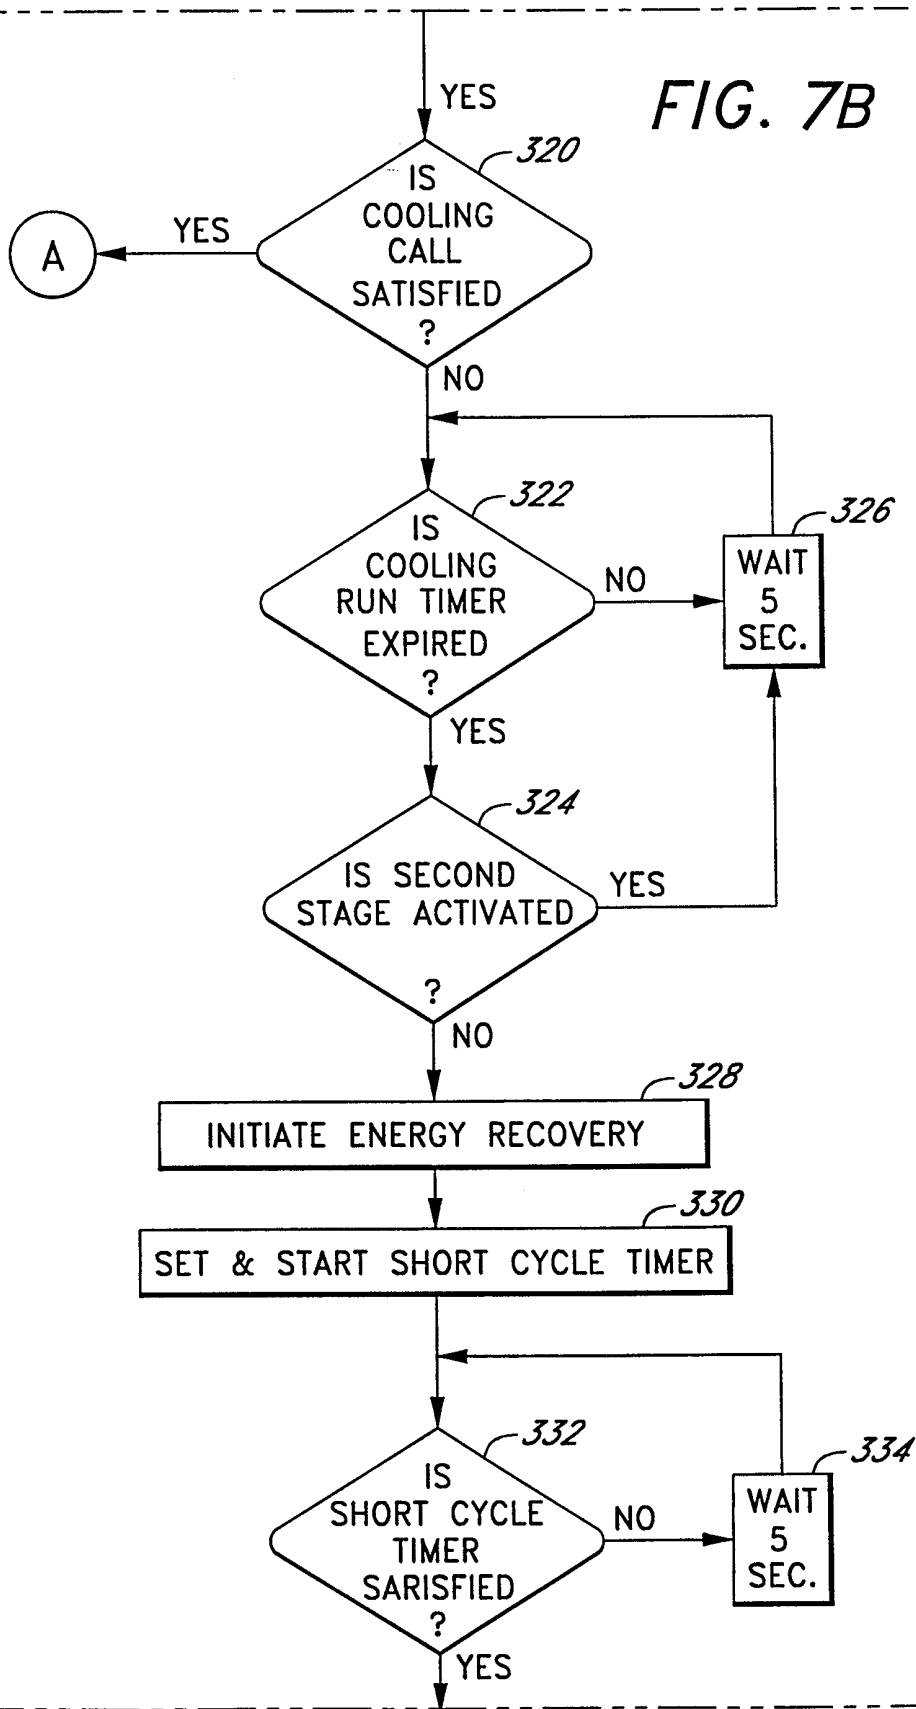 YES
FIG. 7B
320
IS
COOLING
CALL
SATISFIED
?
YES
A
NO
322
IS
COOLING
RUN TIMER
EXPIRED
?
NO
326
WAIT
5
SEC.
YES
324
IS SECOND
STAGE ACTIVATED
?
YES
NO
328
INITIATE ENERGY RECOVERY
330
SET & START SHORT CYCLE TIMER
332
IS
SHORT CYCLE
TIMER
SARISFIED
?
NO
334
WAIT
5
SEC.
YES